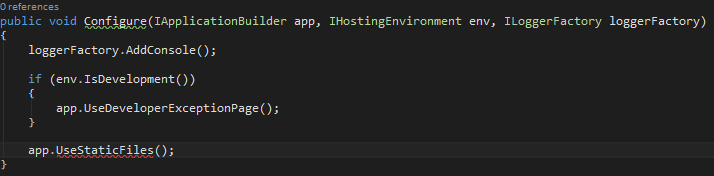 0 references
public void Configure(IApplicationBuilder app, IHostingEnvironment env, ILoggerFactory loggerFactory)
{
    loggerFactory.AddConsole();
    if (env.IsDevelopment())
    {
        app.UseDeveloperExceptionPage();
    }
    app.UseStaticFiles();
}